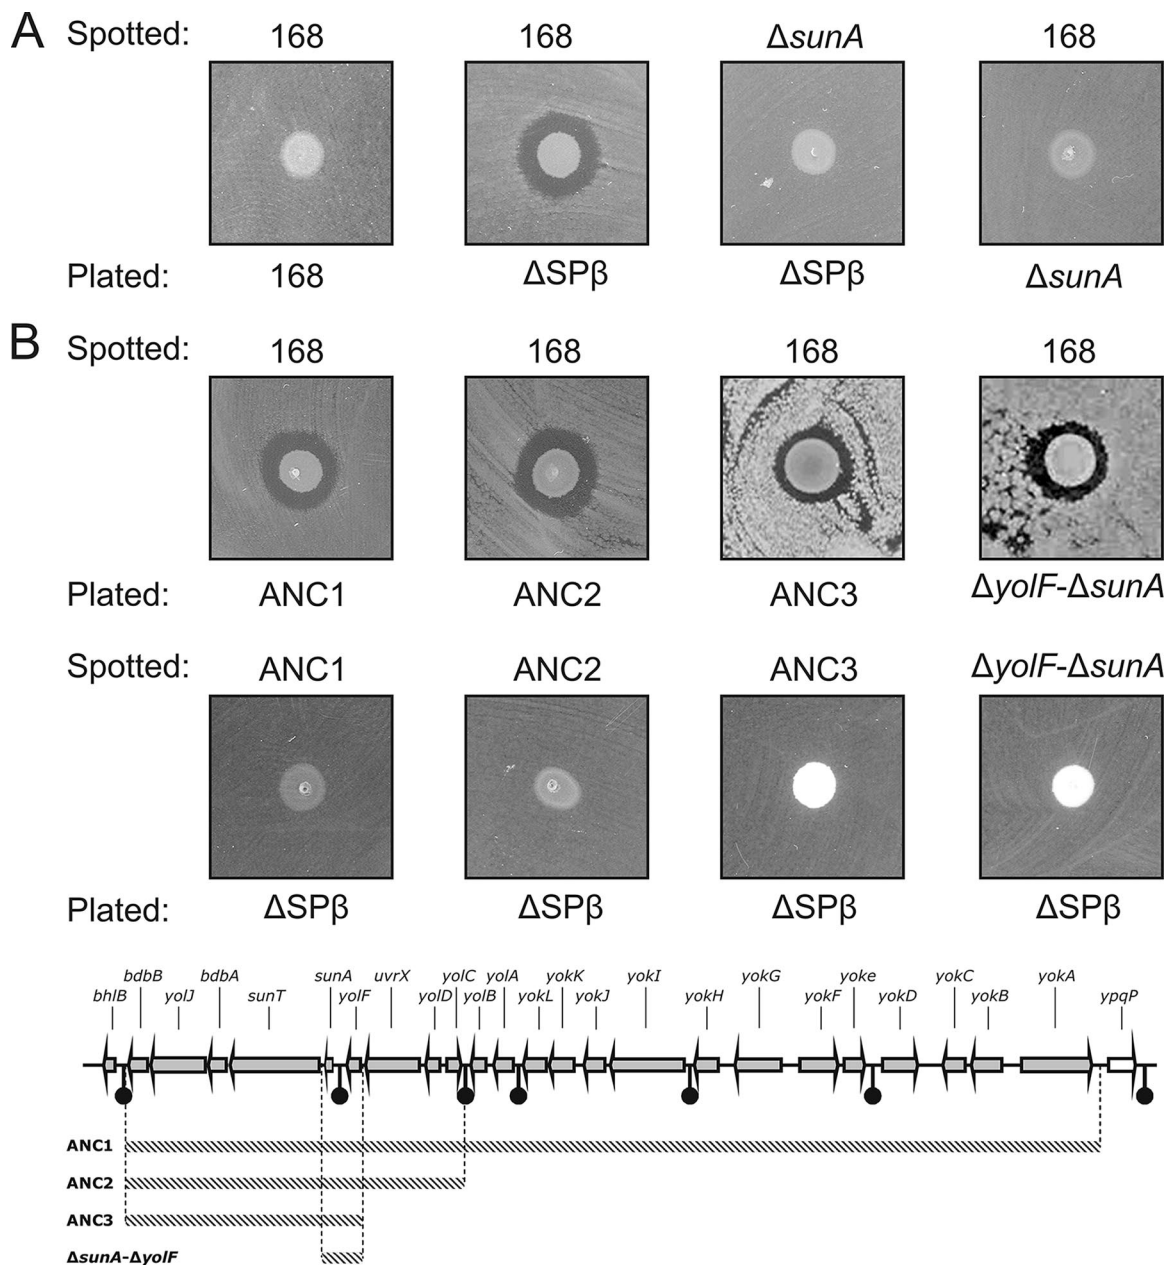 A Spotted: 168 168 ΔsunA 168
Plated: 168 ΔSPβ ΔSPβ ΔsunA
B Spotted: 168 168 168 168
Plated: ANC1 ANC2 ANC3 ΔyolF-ΔsunA
Spotted: ANC1 ANC2 ANC3 ΔyolF-ΔsunA
Plated: ΔSPβ ΔSPβ ΔSPβ ΔSPβ
bdbB bdbA sunA uvrX yolC yolA yokK yokI yokG yoke yokC yokA
bhlB yolJ sunT yolF yolD yolB yokL yokJ yokH yokF yokD yokB ypqP
ANC1
ANC2
ANC3
ΔsunA-ΔyolF